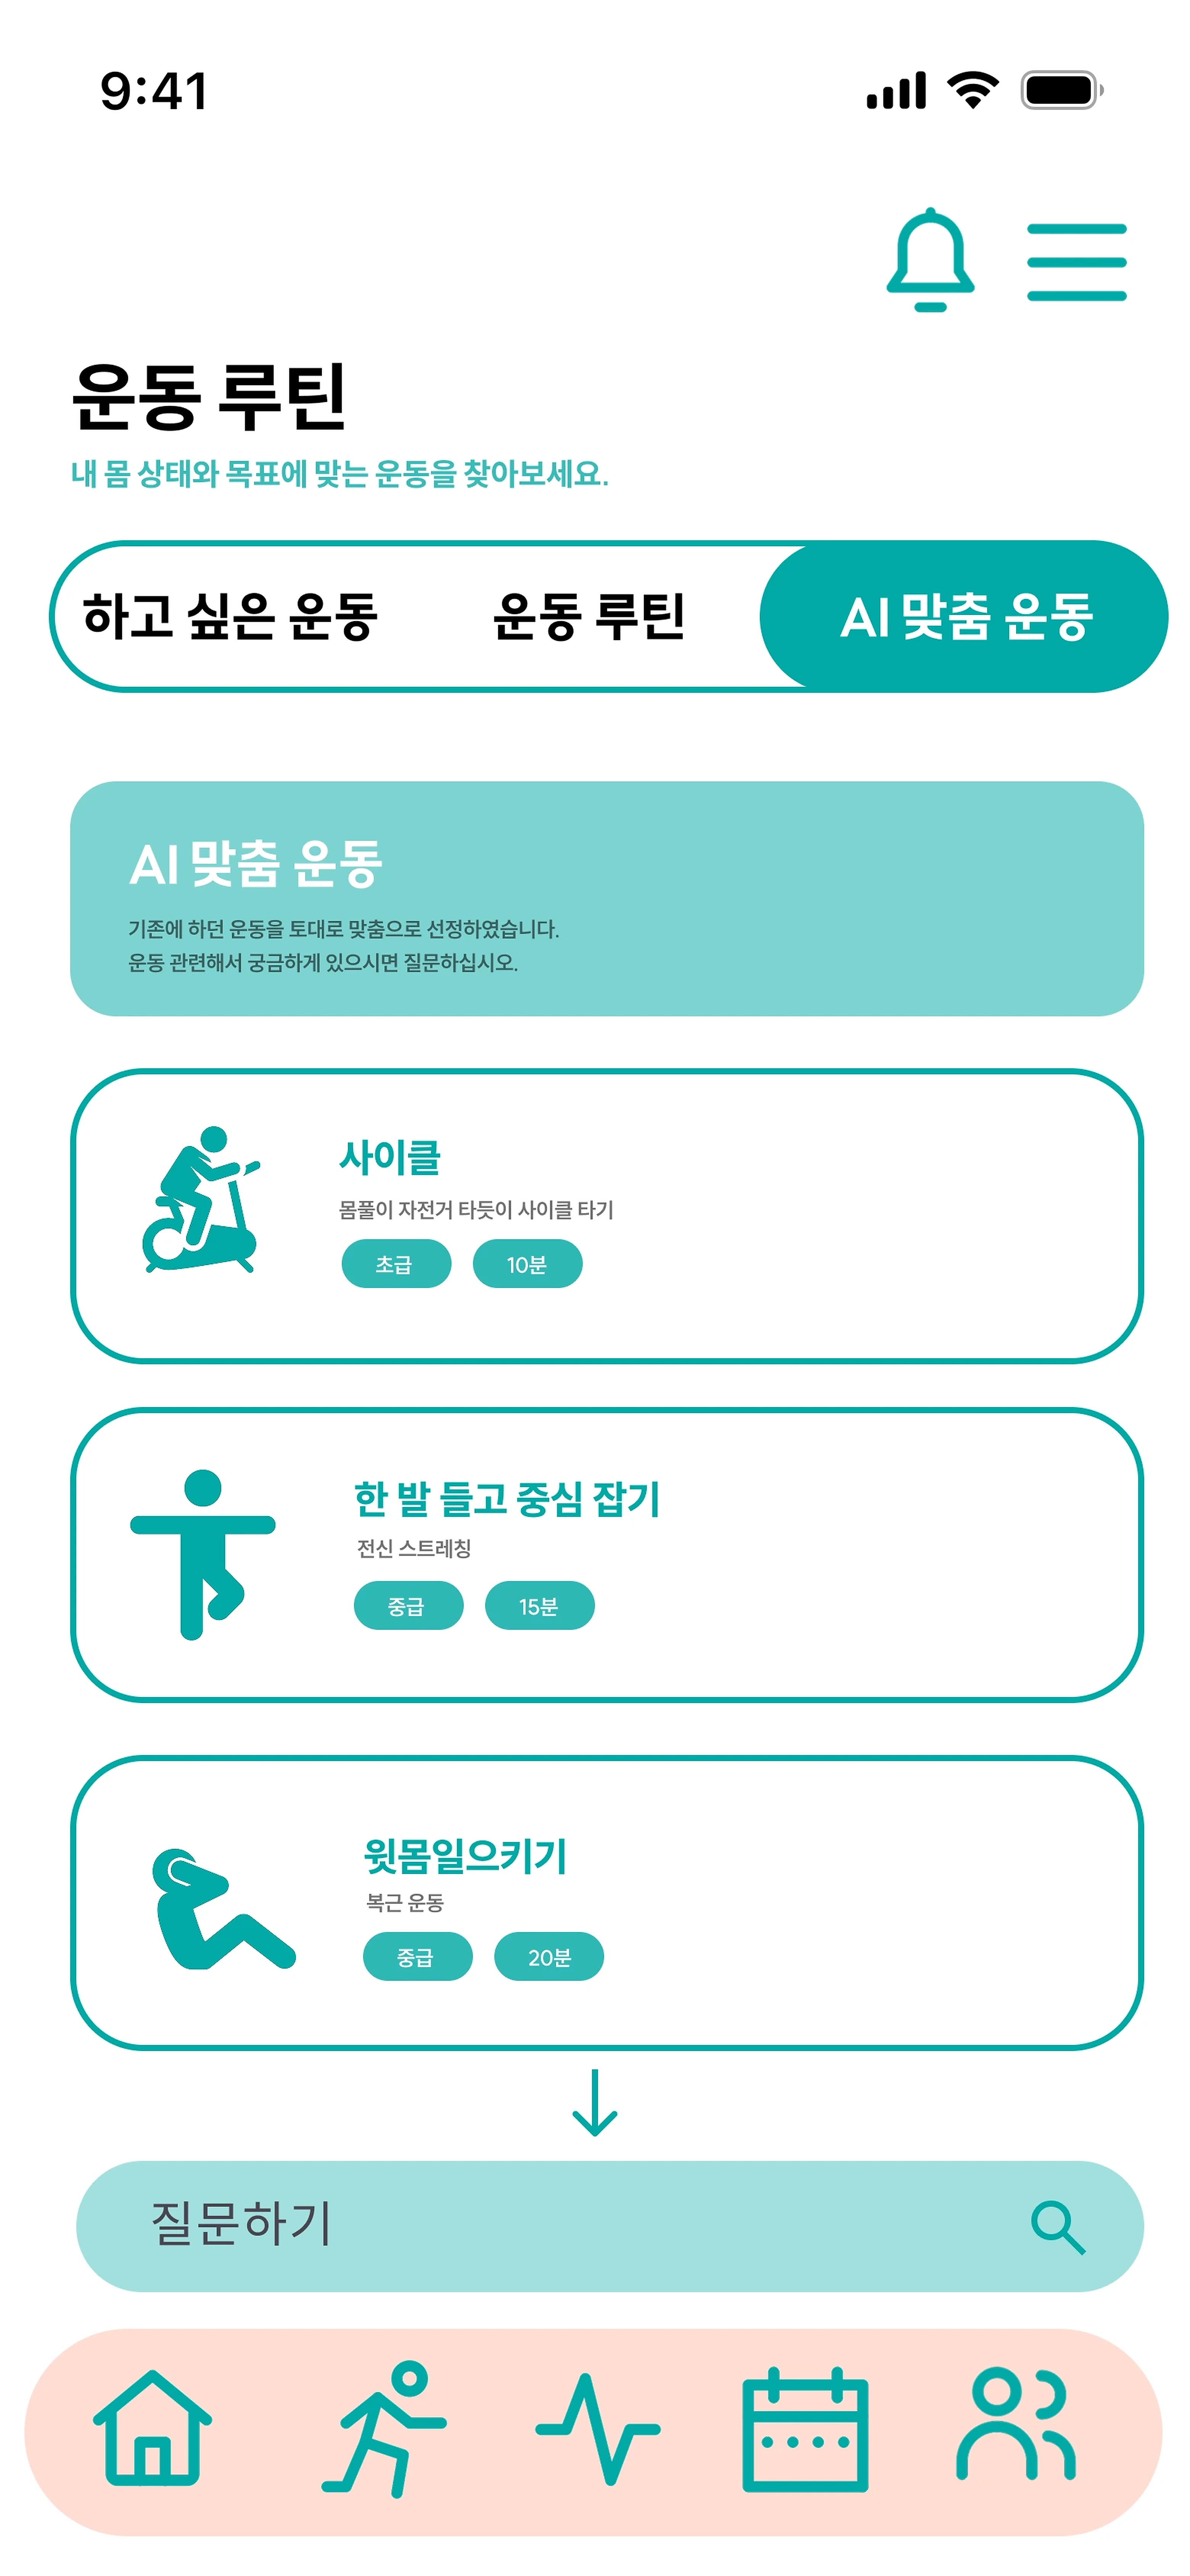 9:41
운동 루틴
내 몸 상태와 목표에 맞는 운동을 찾아보세요.
하고 싶은 운동
운동 루틴
AI 맞춤 운동
AI 맞춤 운동
기존에 하던 운동을 토대로 맞춤으로 선정하였습니다.
운동 관련해서 궁금하게 있으시면 질문하십시오.
사이클
몸풀이 자전거 타듯이 사이클 타기
초급
10분
한 발 들고 중심 잡기
전신 스트레칭
중급
15분
윗몸일으키기
복근 운동
중급
20분
질문하기